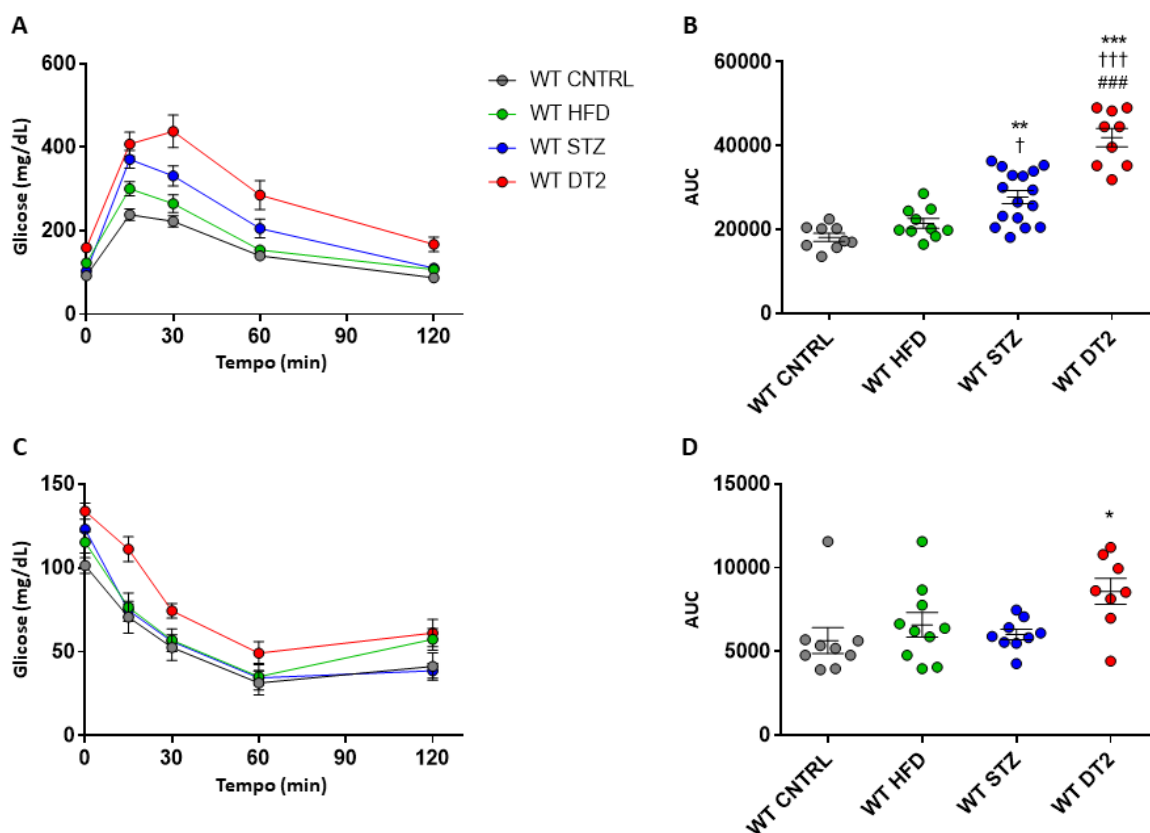 A
Glicose (mg/dL)
600
400
200
0
0 30 60 90 120
Tempo (min)
WT CNTRL
WT HFD
WT STZ
WT DT2
B
AUC
60000
40000
20000
0
**
†
***
†††
###
WT CNTRL
WT HFD
WT STZ
WT DT2
C
Glicose (mg/dL)
150
100
50
0
0 30 60 90 120
Tempo (min)
D
AUC
15000
10000
5000
0
*
WT CNTRL
WT HFD
WT STZ
WT DT2